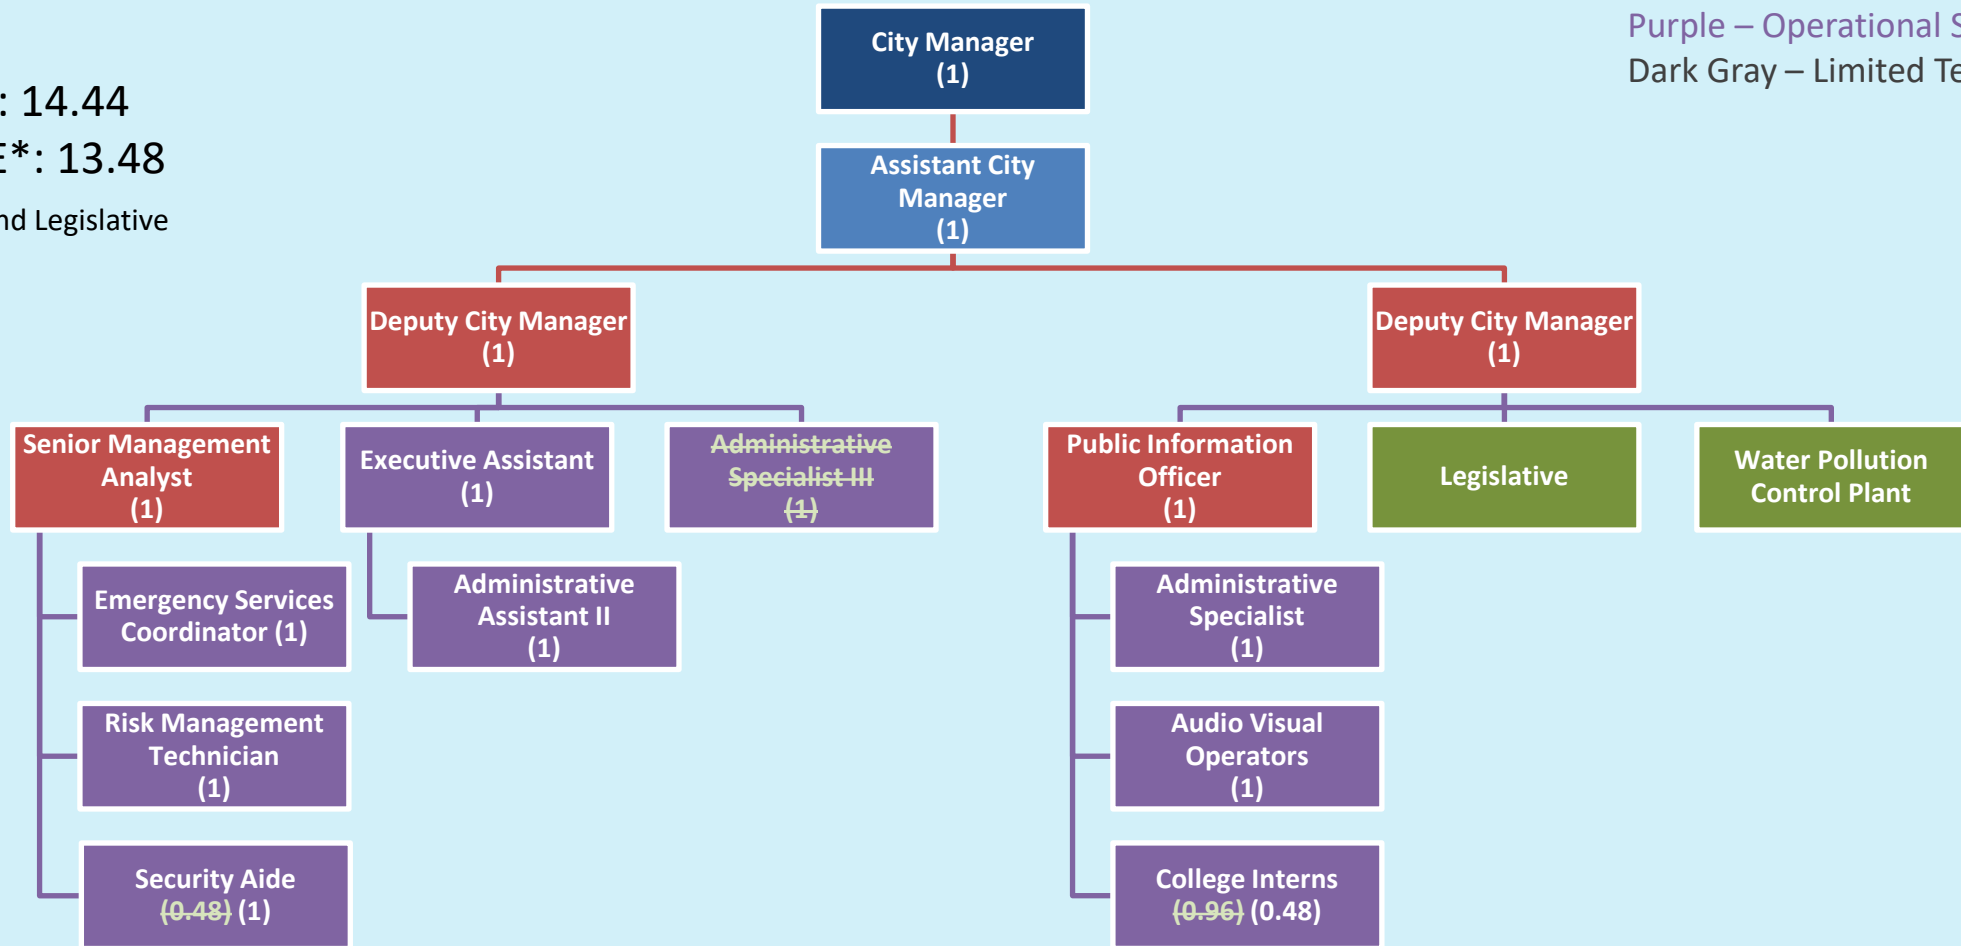 City Manager
(1)
Purple – Operational S
Dark Gray – Limited Te
: 14.44
E*: 13.48
nd Legislative
Assistant City
Manager
(1)
Deputy City Manager
(1)
Deputy City Manager
(1)
Senior Management
Analyst
(1)
Executive Assistant
(1)
Administrative
Specialist III
(1)
Public Information
Officer
(1)
Legislative
Water Pollution
Control Plant
Emergency Services
Coordinator (1)
Administrative
Assistant II
(1)
Administrative
Specialist
(1)
Risk Management
Technician
(1)
Audio Visual
Operators
(1)
Security Aide
(0.48) (1)
College Interns
(0.96) (0.48)